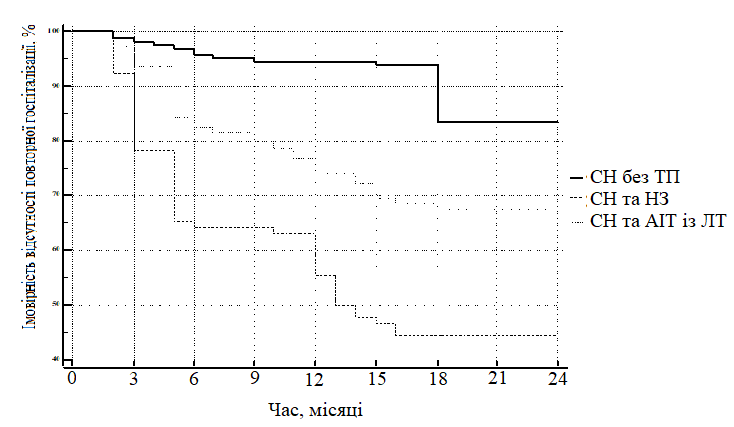 Імовірність відсутності повторної госпіталізації, %
100
90
80
70
60
50
40
0 3 6 9 12 15 18 21 24
Час, місяці
СН без ТП
СН та НЗ
СН та АІТ із ЛТ